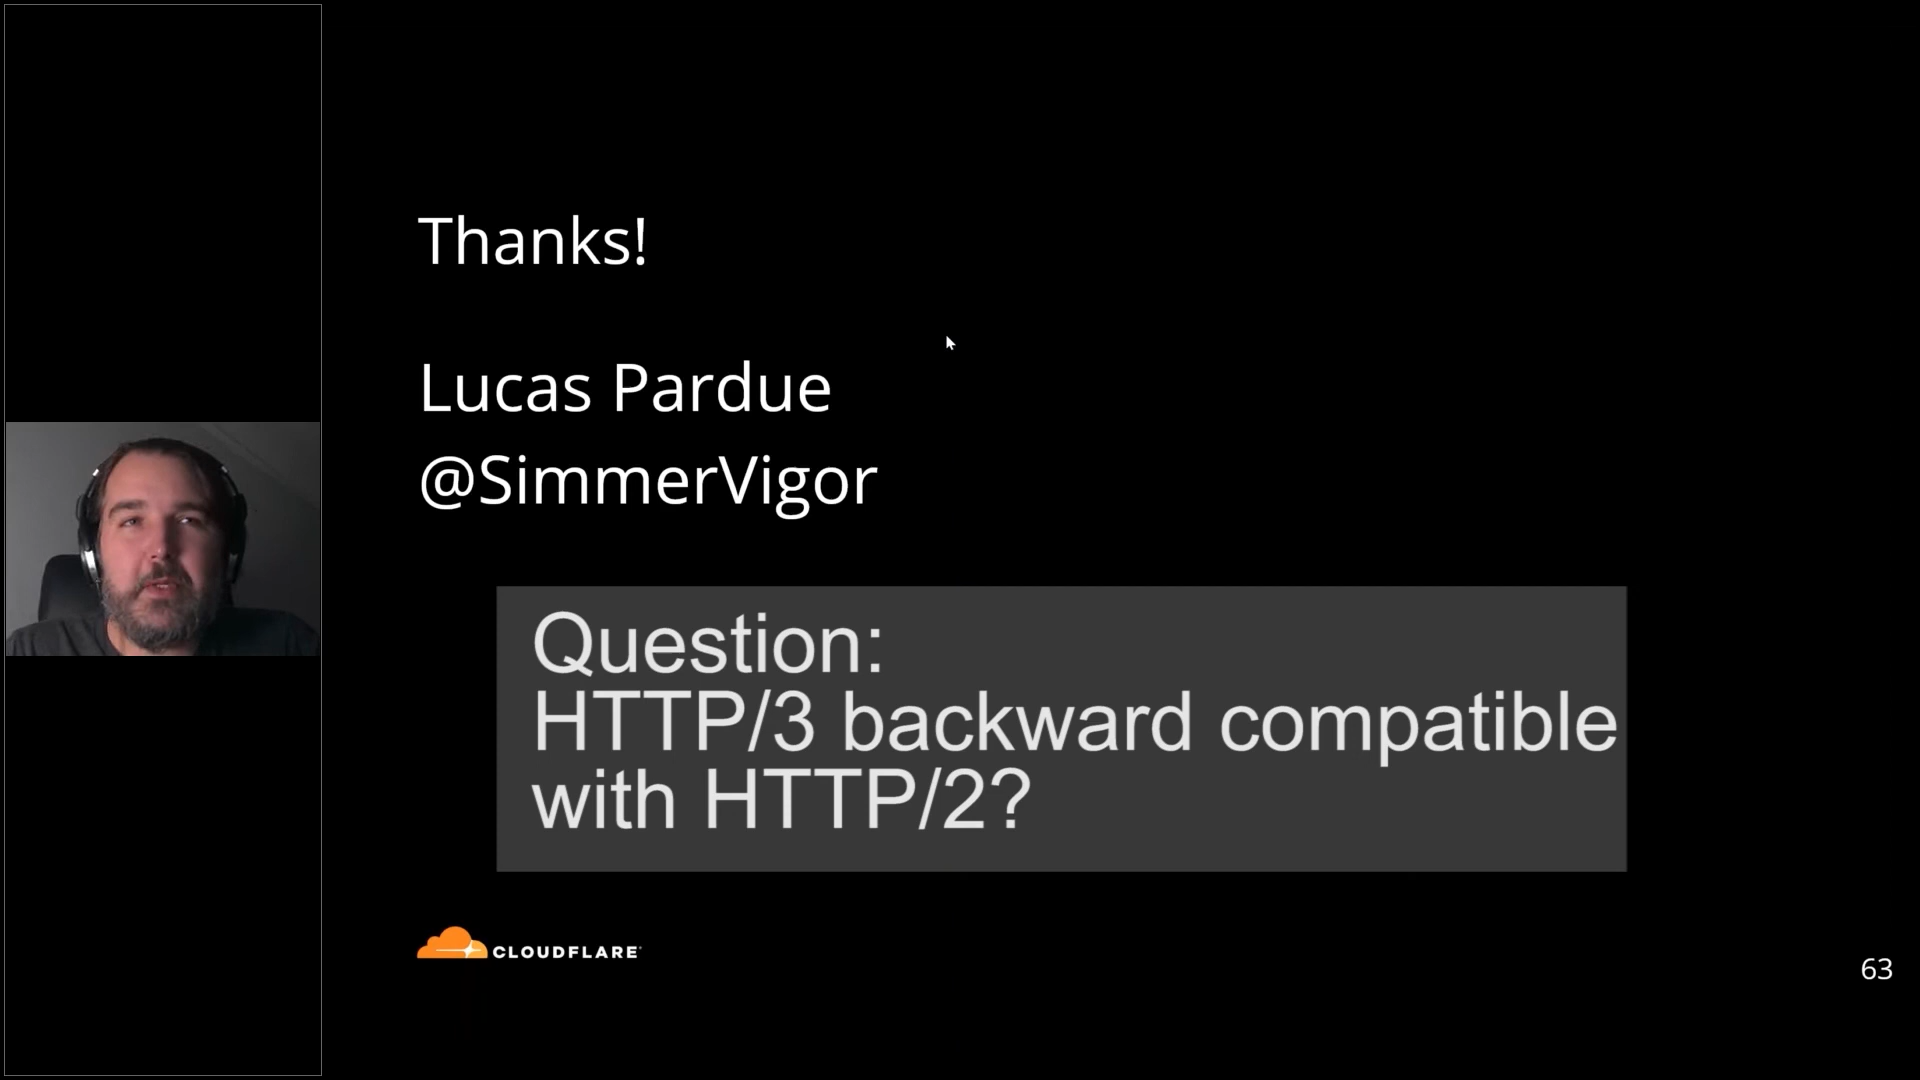 Thanks!
Lucas Pardue
@SimmerVigor
Question:
HTTP/3 backward compatible
with HTTP/2?
CLOUDFLARE
63